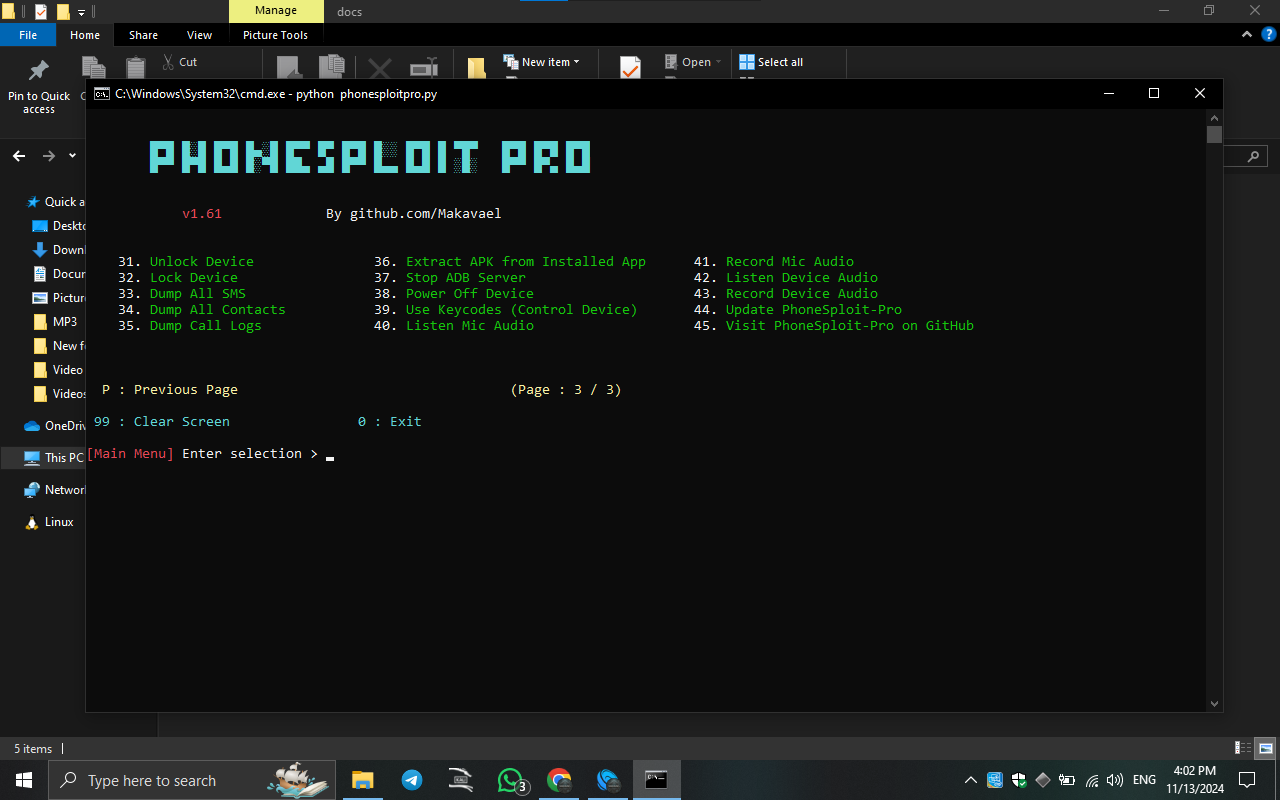 Manage
docs
File Home Share View Picture Tools
Pin to Quick access
Cut
New item
Open
Select all
C:\Windows\System32\cmd.exe - python  phonesploitpro.py
PHONESPLOIT PRO
v1.61 By github.com/Makavael
31. Unlock Device 36. Extract APK from Installed App 41. Record Mic Audio
32. Lock Device 37. Stop ADB Server 42. Listen Device Audio
33. Dump All SMS 38. Power Off Device 43. Record Device Audio
34. Dump All Contacts 39. Use Keycodes (Control Device) 44. Update PhoneSploit-Pro
35. Dump Call Logs 40. Listen Mic Audio 45. Visit PhoneSploit-Pro on GitHub
P : Previous Page (Page : 3 / 3)
99 : Clear Screen 0 : Exit
[Main Menu] Enter selection >
Quick a
Deskto
Downl
Docun
Picture
MP3
New fo
Video
Videos
OneDriv
This PC
Networ
Linux
5 items
Type here to search
3
ENG
4:02 PM
11/13/2024